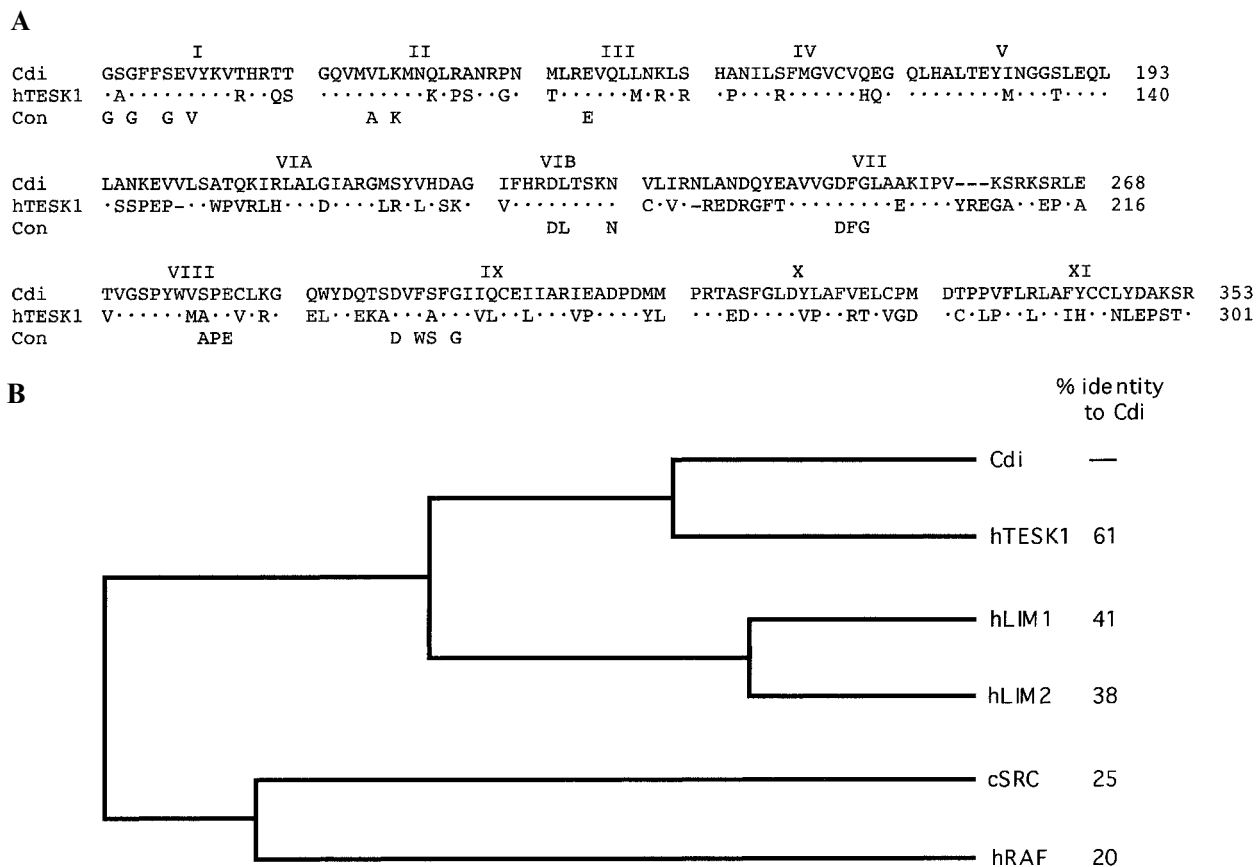 A
I II III IV V
Cdi GSGFFSEVYKVTHRTT GQVMVLKMNQLRANRPN MLREVQLLNKLS HANILSFMGVCVQEG QLHALTEYINGGSLEQL 193
hTESK1 ·A·········R··QS ·········K·PS··G· T······M·R·R ·P···R······HQ· ········M···T···· 140
Con G G G V A K E
VIA VIB VII
Cdi LANKEVVLSATQKIRLALGIARGMSYVHDAG IFHRDLTSKN VLIRNLANDQYEAVVGDFGLAAKIPV---KSRKSRLE 268
hTESK1 ·SSPEP-··WPVRLH····D····LR·L·SK· V········· C·V·-REDRGFT·········E····YREGA··EP·A 216
Con DL N DFG
VIII IX X XI
Cdi TVGSPYWVSPECLKG QWYDQTSDVFSFGIIQCEIIARIEADPDMM PRTASFGLDYLAFVELCPM DTPPVFLRLAFYCCLYDAKSR 353
hTESK1 V······MA··V·R· EL··EKA···A···VL··L···VP····YL ···ED····VP··RT·VGD ·C·LP··L··IH··NLEPST· 301
Con APE D WS G
B
% identity
to Cdi
Cdi —
hTESK1 61
hLIM1 41
hLIM2 38
cSRC 25
hRAF 20